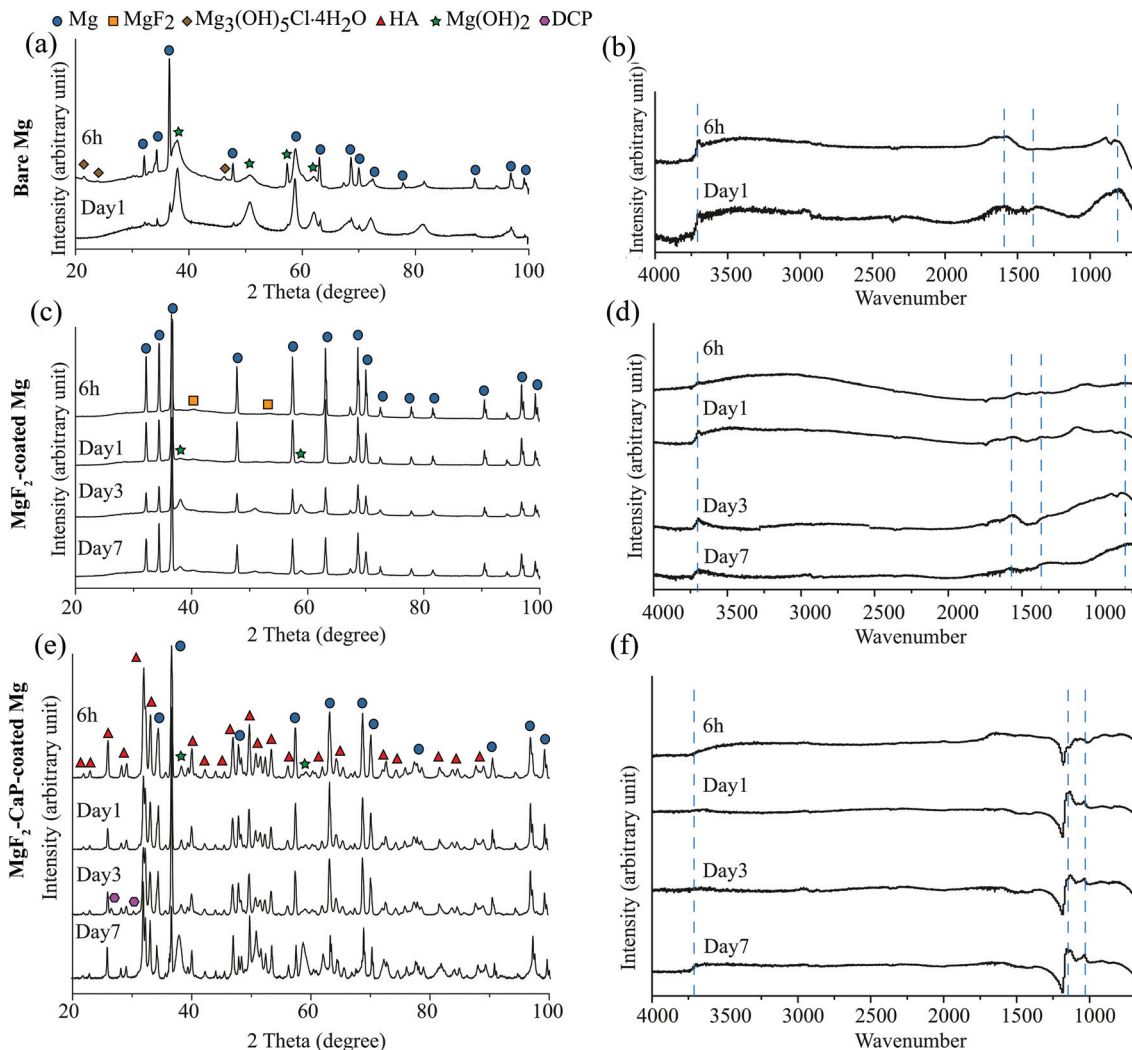 Mg MgF2 Mg3(OH)5Cl·4H2O HA Mg(OH)2 DCP
(a)
Bare Mg
Intensity (arbitrary unit)
6h
Day1
20 40 60 80 100
2 Theta (degree)
(b)
Intensity (arbitrary unit)
6h
Day1
4000 3500 3000 2500 2000 1500 1000
Wavenumber
(c)
MgF2-coated Mg
Intensity (arbitrary unit)
6h
Day1
Day3
Day7
20 40 60 80 100
2 Theta (degree)
(d)
Intensity (arbitrary unit)
6h
Day1
Day3
Day7
4000 3500 3000 2500 2000 1500 1000
Wavenumber
(e)
MgF2-CaP-coated Mg
Intensity (arbitrary unit)
6h
Day1
Day3
Day7
20 40 60 80 100
2 Theta (degree)
(f)
Intensity (arbitrary unit)
6h
Day1
Day3
Day7
4000 3500 3000 2500 2000 1500 1000
Wavenumber